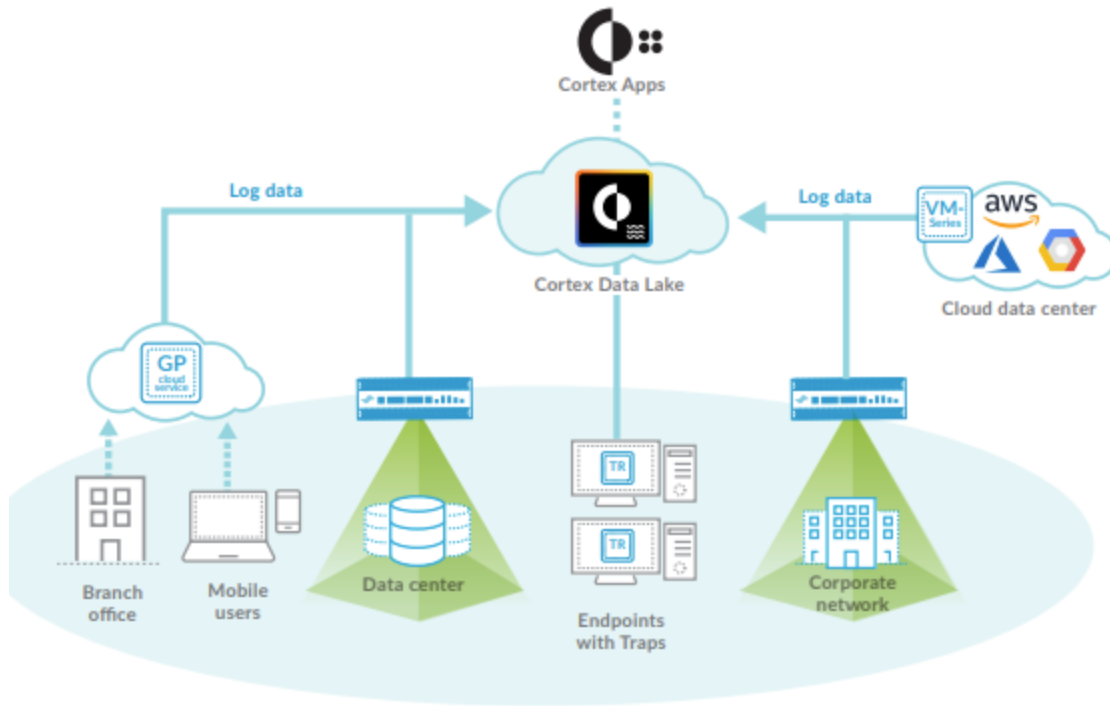 Cortex Apps
Log data
Log data
VM-
Series
aws
Cortex Data Lake
Cloud data center
GP
cloud
service
TR
TR
Branch
office
Mobile
users
Data center
Endpoints
with Traps
Corporate
network